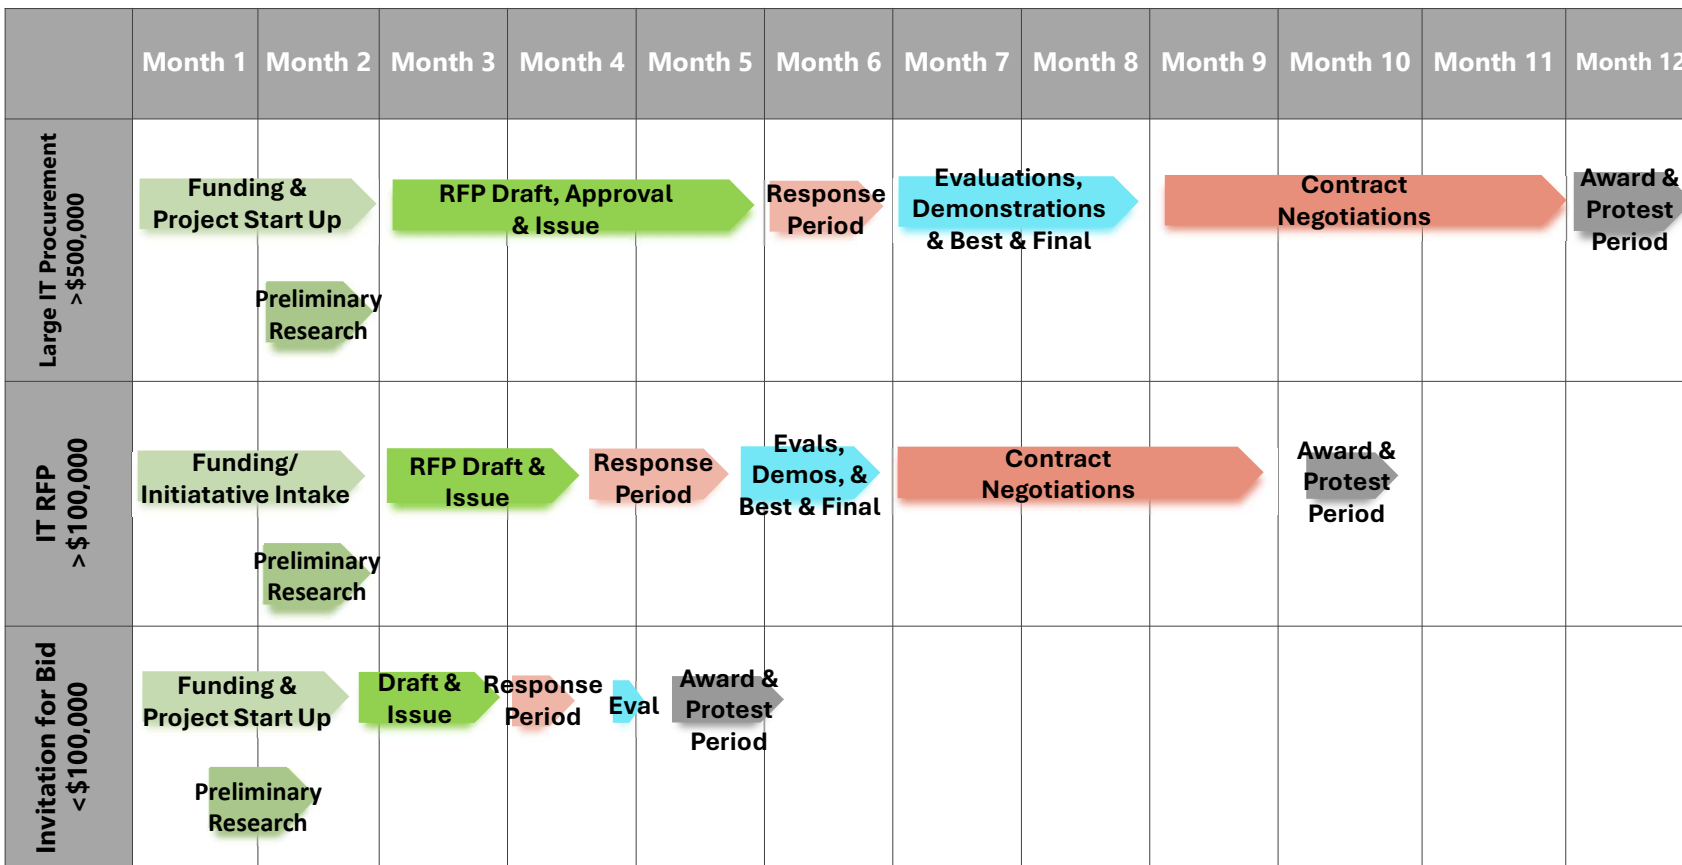 Month 1 Month 2 Month 3 Month 4 Month 5 Month 6 Month 7 Month 8 Month 9 Month 10 Month 11 Month 12
Large IT Procurement
>$500,000
Funding &
Project Start Up
RFP Draft, Approval
& Issue
Response
Period
Evaluations,
Demonstrations
& Best & Final
Contract
Negotiations
Award &
Protest
Period
Preliminary
Research
IT RFP
>$100,000
Funding/
Initiatative Intake
RFP Draft &
Issue
Response
Period
Evals,
Demos, &
Best & Final
Contract
Negotiations
Award &
Protest
Period
Preliminary
Research
Invitation for Bid
<$100,000
Funding &
Project Start Up
Draft &
Issue
Response
Period
Eval
Award &
Protest
Period
Preliminary
Research